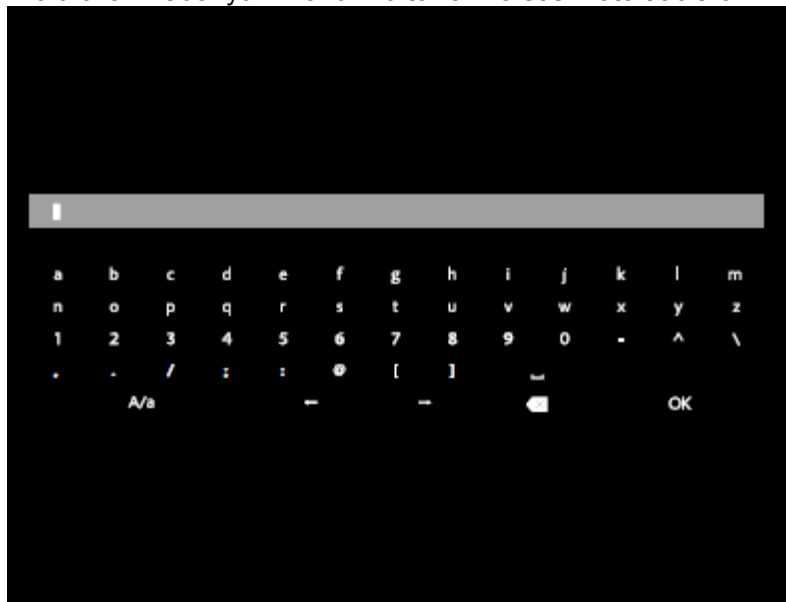 a b c d e f g h i j k l m
n o p q r s t u v w x y z
1 2 3 4 5 6 7 8 9 0 - ^ \
/ ; : @ [ ] ␣
A/a ← → ⌫ OK